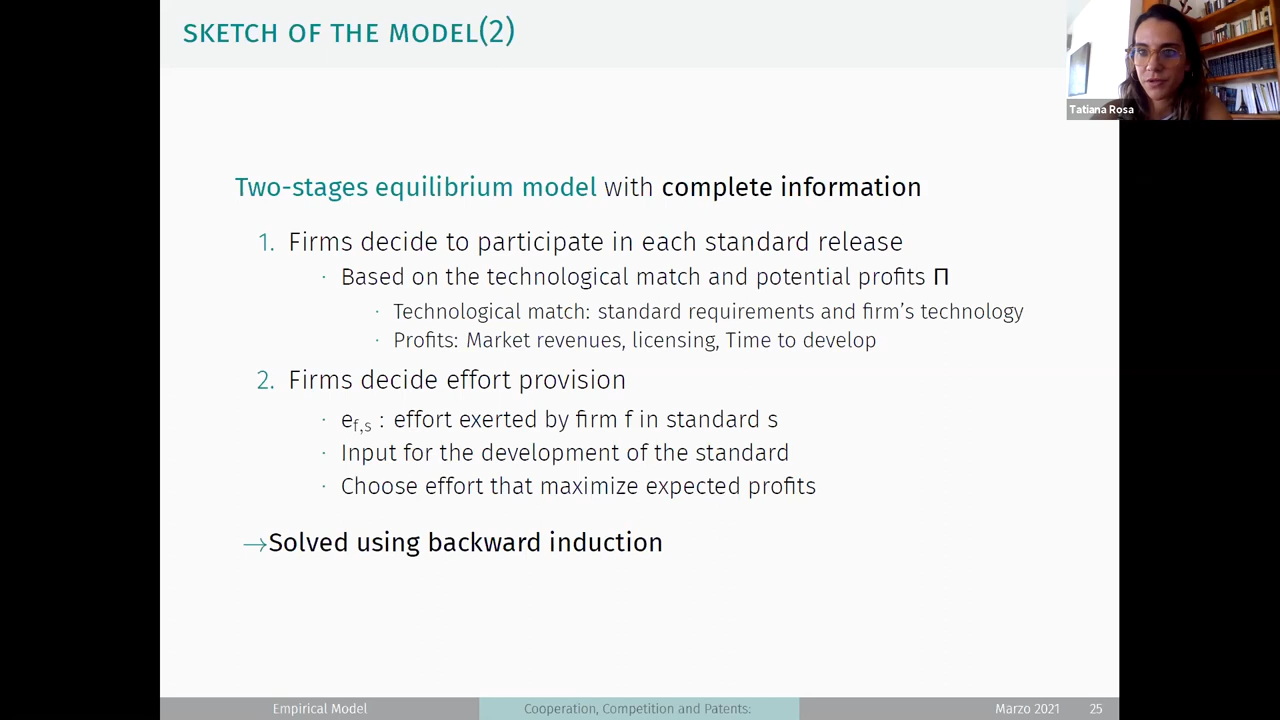 SKETCH OF THE MODEL(2)
Tatiana Rosa
Two-stages equilibrium model with complete information
1. Firms decide to participate in each standard release
· Based on the technological match and potential profits Π
· Technological match: standard requirements and firm's technology
· Profits: Market revenues, licensing, Time to develop
2. Firms decide effort provision
· e_f,s : effort exerted by firm f in standard s
· Input for the development of the standard
· Choose effort that maximize expected profits
→Solved using backward induction
Empirical Model
Cooperation, Competition and Patents:
Marzo 2021
25